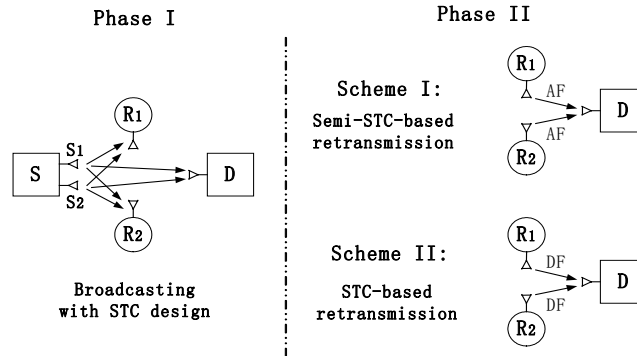 Phase I
R1
S1
S
S2
D
R2
Broadcasting
with STC design
Phase II
Scheme I:
Semi-STC-based
retransmission
R1
AF
D
AF
R2
Scheme II:
STC-based
retransmission
R1
DF
D
DF
R2